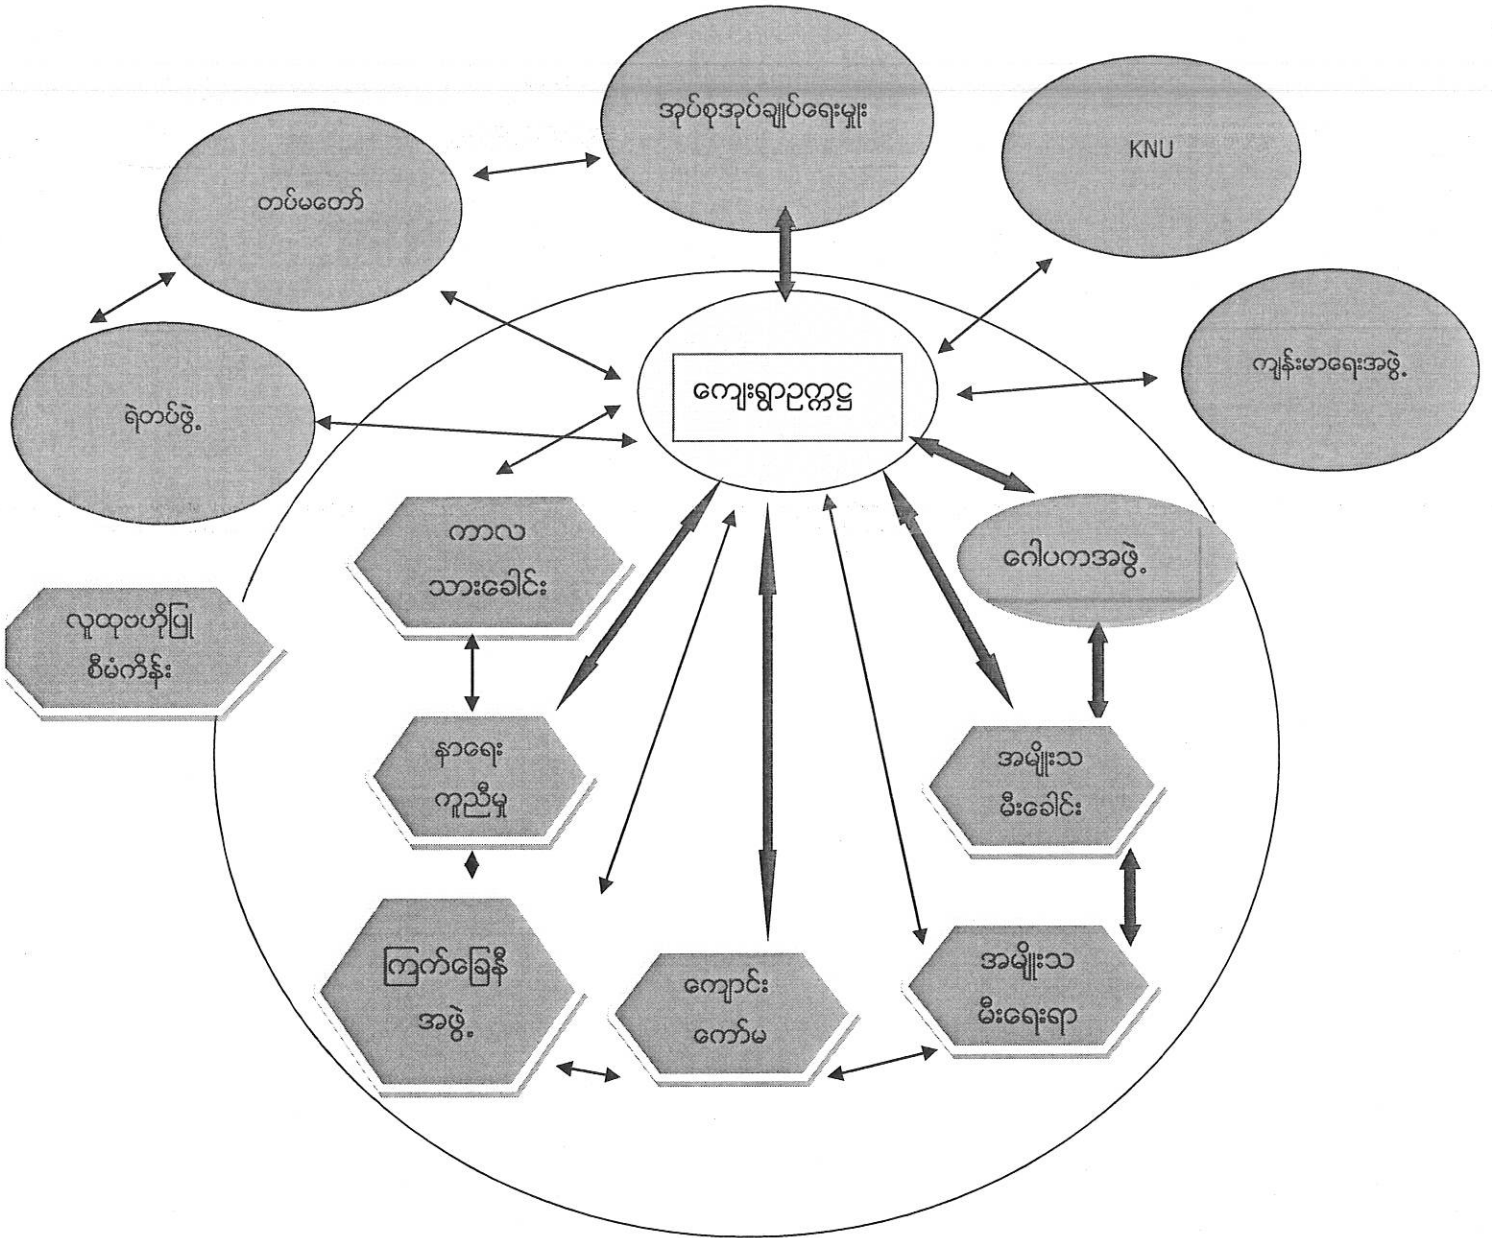 အုပ်စုအုပ်ချုပ်ရေးမှုး
KNU
တပ်မတော်
ကျန်းမာရေးအဖွဲ့
ရဲတပ်ဖွဲ့
ကျေးရွာဥက္ကဋ္ဌ
ကာလ
သားခေါင်း
ဂေါပကအဖွဲ့
လူထုဗဟိုပြု
စီမံကိန်း
နာရေး
ကူညီမှု
အမျိုးသ
မီးခေါင်း
ကြက်ခြေနီ
အဖွဲ့
ကျောင်း
ကော်မ
အမျိုးသ
မီးရေးရာ